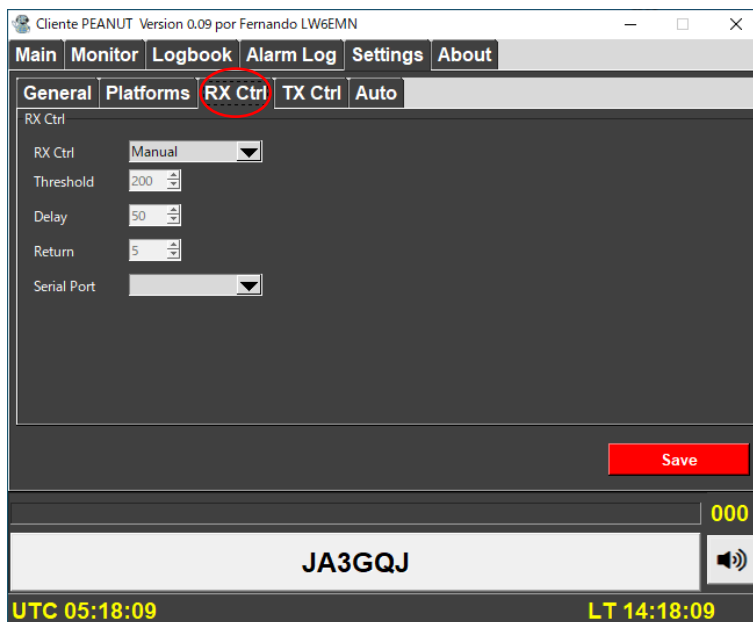 Cliente PEANUT Version 0.09 por Fernando LW6EMN
Main Monitor Logbook Alarm Log Settings About
General Platforms RX Ctrl TX Ctrl Auto
RX Ctrl
RX Ctrl Manual
Threshold 200
Delay 50
Return 5
Serial Port
Save
000
JA3GQJ
UTC 05:18:09 LT 14:18:09